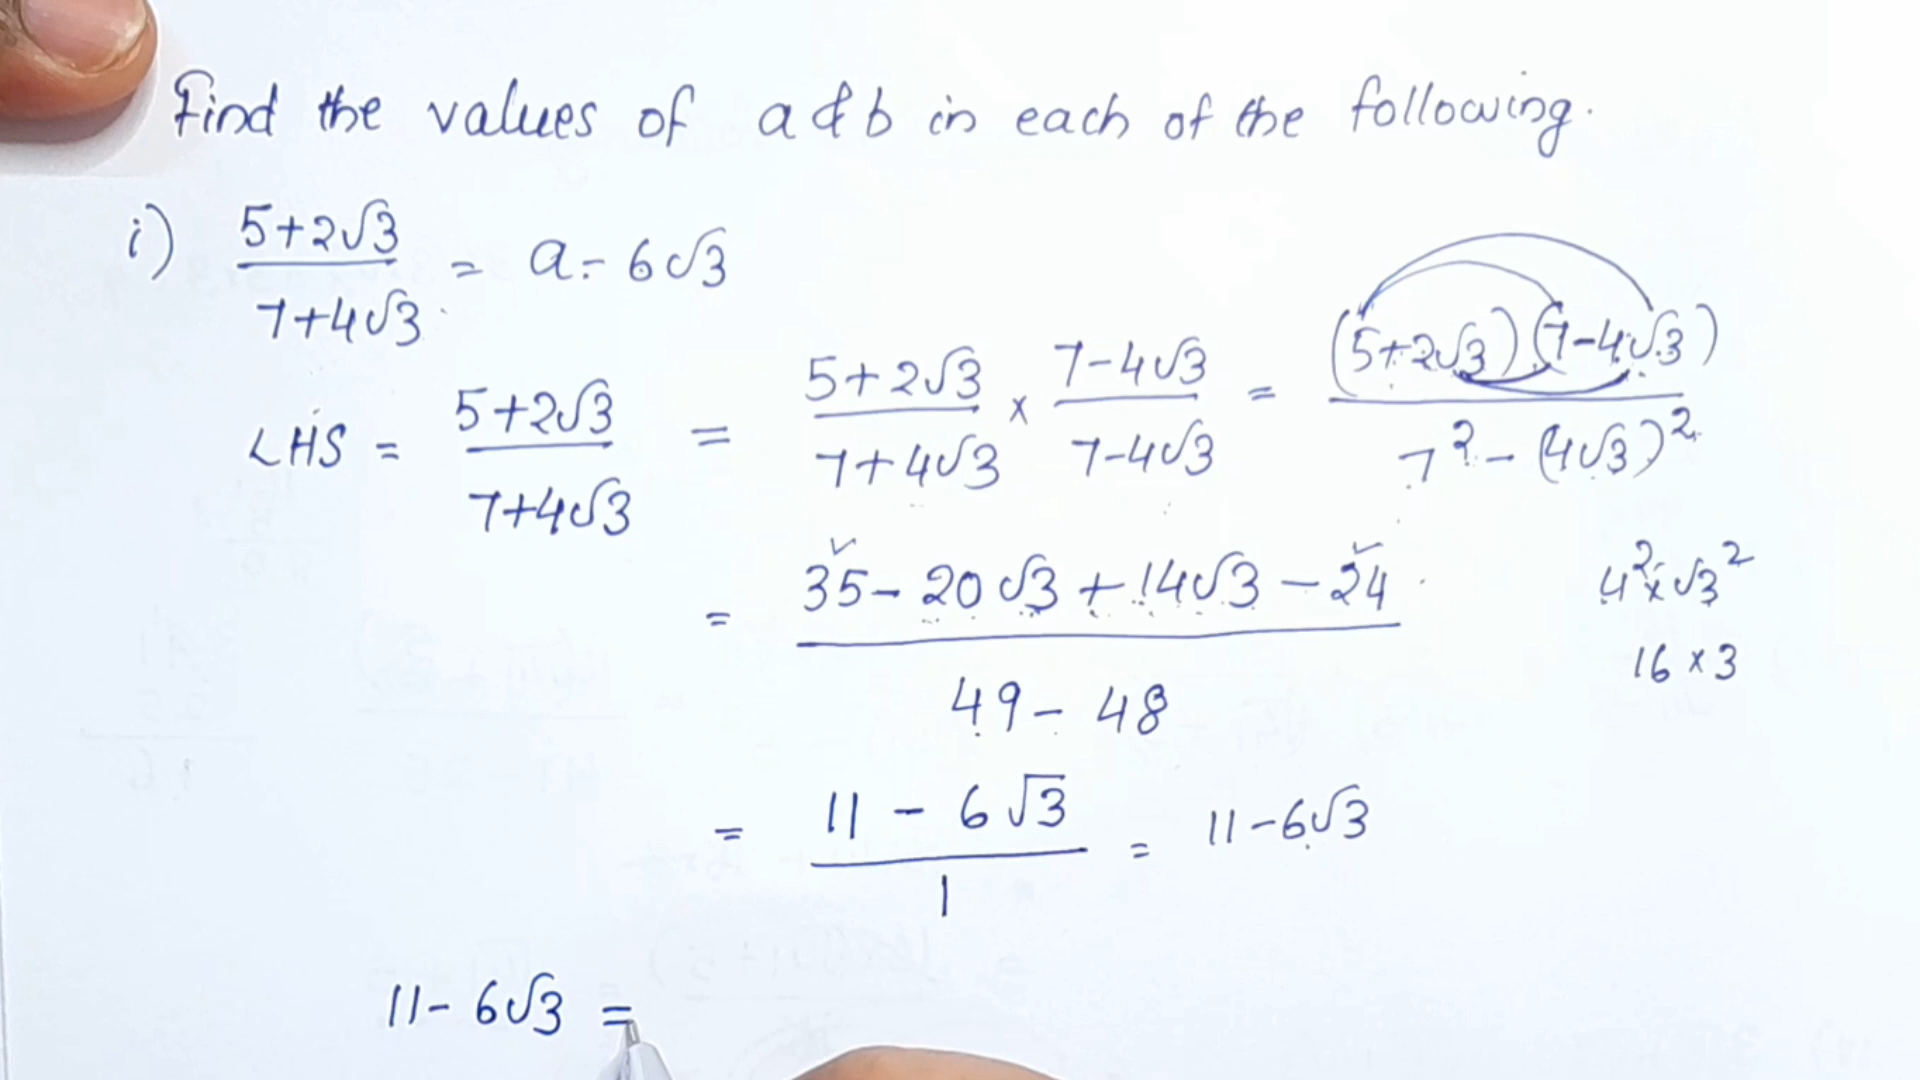 Find the values of a & b in each of the following.
i) (5+2√3)/(7+4√3) = a - 6√3
LHS = (5+2√3)/(7+4√3) = (5+2√3)/(7+4√3) × (7-4√3)/(7-4√3) = (5+2√3)(7-4√3)/(7² - (4√3)²)
= (35 - 20√3 + 14√3 - 24)/(49 - 48)
4² × √3²
16 × 3
= (11 - 6√3)/1 = 11 - 6√3
11 - 6√3 =